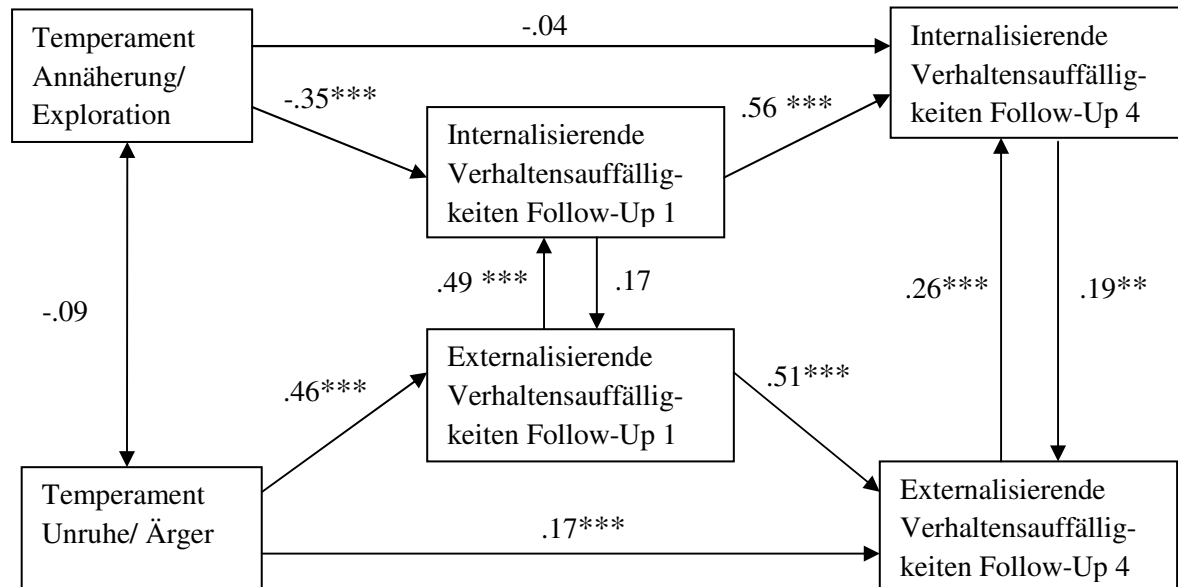 Temperament
Annäherung/
Exploration
-.04
Internalisierende
Verhaltensauffällig-
keiten Follow-Up 4
-.35***
.56 ***
Internalisierende
Verhaltensauffällig-
keiten Follow-Up 1
-.09
.49 ***
.17
.26***
.19**
Externalisierende
Verhaltensauffällig-
keiten Follow-Up 1
.46***
.51***
Temperament
Unruhe/ Ärger
.17***
Externalisierende
Verhaltensauffällig-
keiten Follow-Up 4